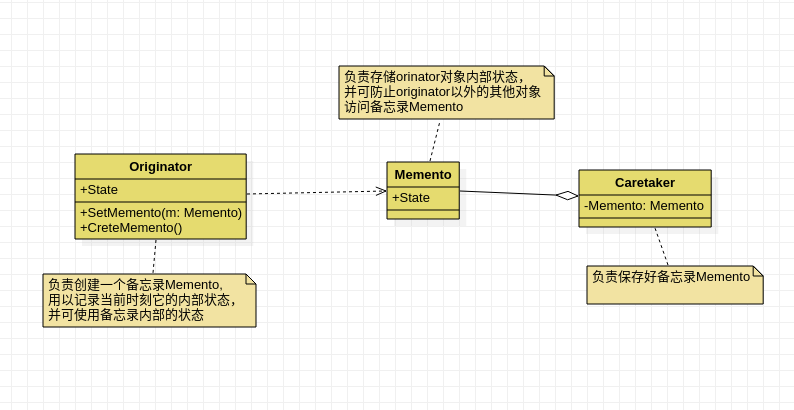 负责存储orinator对象内部状态，
并可防止originator以外的其他对象
访问备忘录Memento
Originator
+State
+SetMemento(m: Memento)
+CreteMemento()
Memento
+State
Caretaker
-Memento: Memento
负责创建一个备忘录Memento,
用以记录当前时刻它的内部状态，
并可使用备忘录内部的状态
负责保存好备忘录Memento